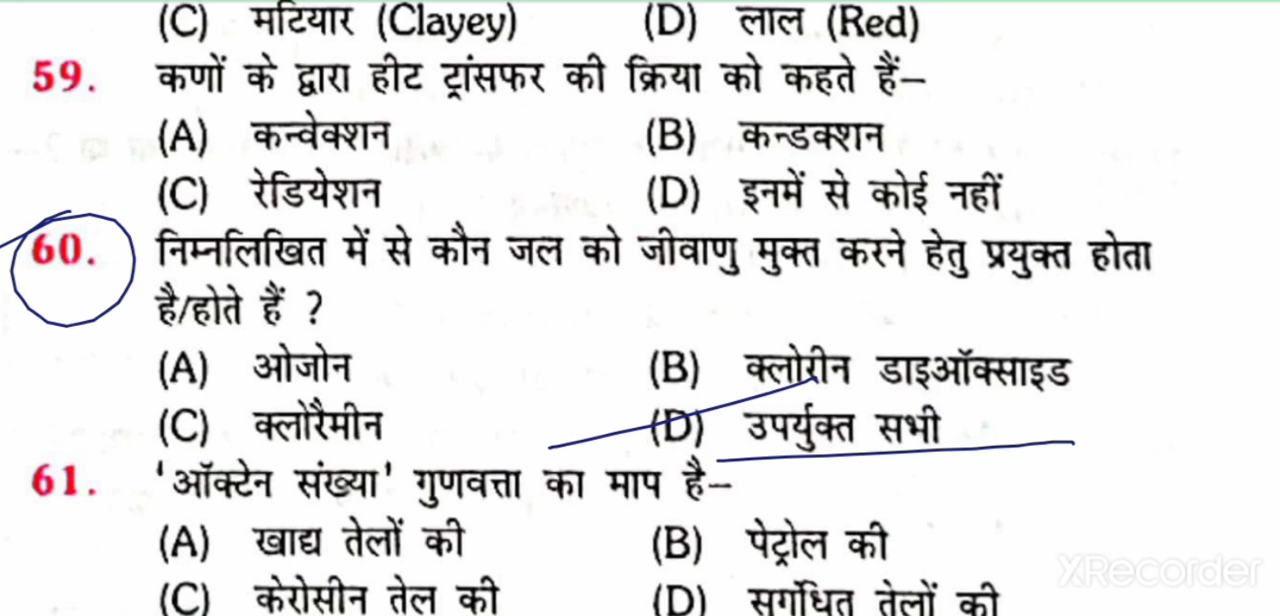 (C) मटियार (Clayey) (D) लाल (Red)
59. कणों के द्वारा हीट ट्रांसफर की क्रिया को कहते हैं–
(A) कन्वेक्शन (B) कन्डक्शन
(C) रेडियेशन (D) इनमें से कोई नहीं
60. निम्नलिखित में से कौन जल को जीवाणु मुक्त करने हेतु प्रयुक्त होता
है/होते हैं ?
(A) ओजोन (B) क्लोरीन डाइऑक्साइड
(C) क्लोरैमीन (D) उपर्युक्त सभी
61. 'ऑक्टेन संख्या' गुणवत्ता का माप है–
(A) खाद्य तेलों की (B) पेट्रोल की
(C) केरोसीन तेल की (D) सुगंधित तेलों की
XRecorder